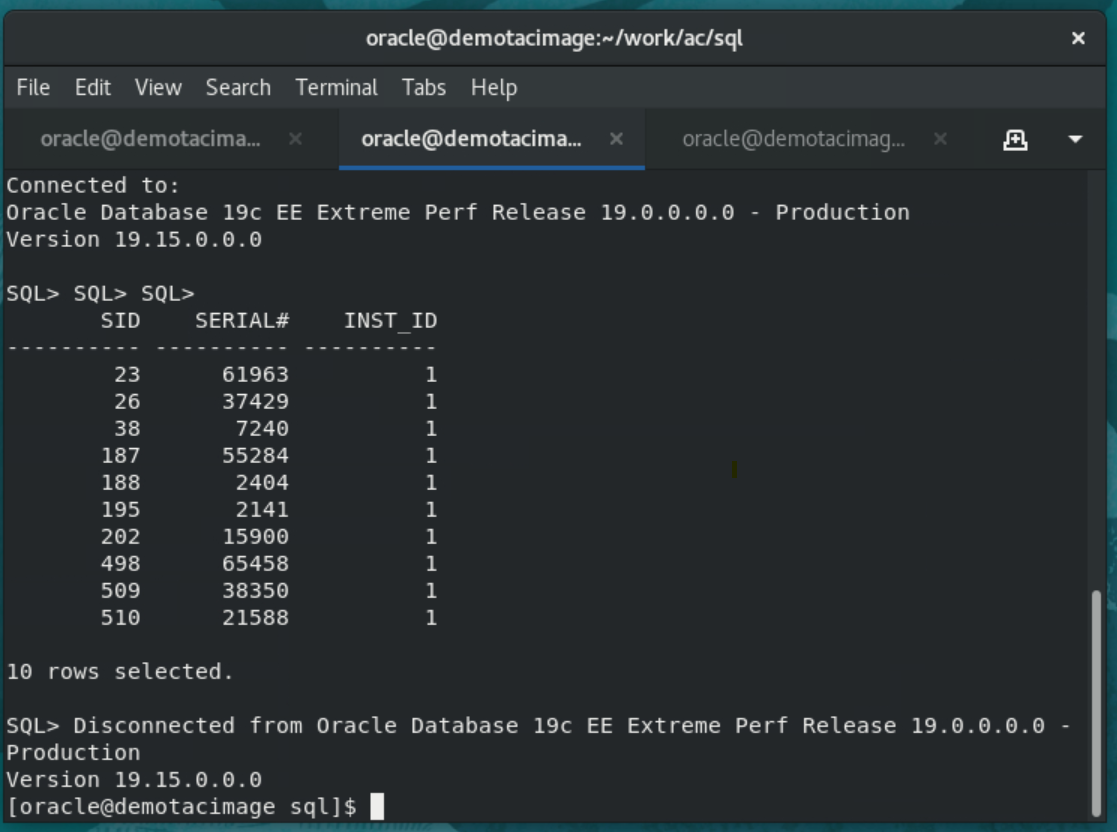 oracle@demotacimage:~/work/ac/sql
File Edit View Search Terminal Tabs Help
oracle@demotacima... oracle@demotacima... oracle@demotacimag...
Connected to:
Oracle Database 19c EE Extreme Perf Release 19.0.0.0.0 - Production
Version 19.15.0.0.0
SQL> SQL> SQL>
       SID    SERIAL#    INST_ID
---------- ---------- ----------
        23      61963          1
        26      37429          1
        38       7240          1
       187      55284          1
       188       2404          1
       195       2141          1
       202      15900          1
       498      65458          1
       509      38350          1
       510      21588          1
10 rows selected.
SQL> Disconnected from Oracle Database 19c EE Extreme Perf Release 19.0.0.0.0 -
Production
Version 19.15.0.0.0
[oracle@demotacimage sql]$